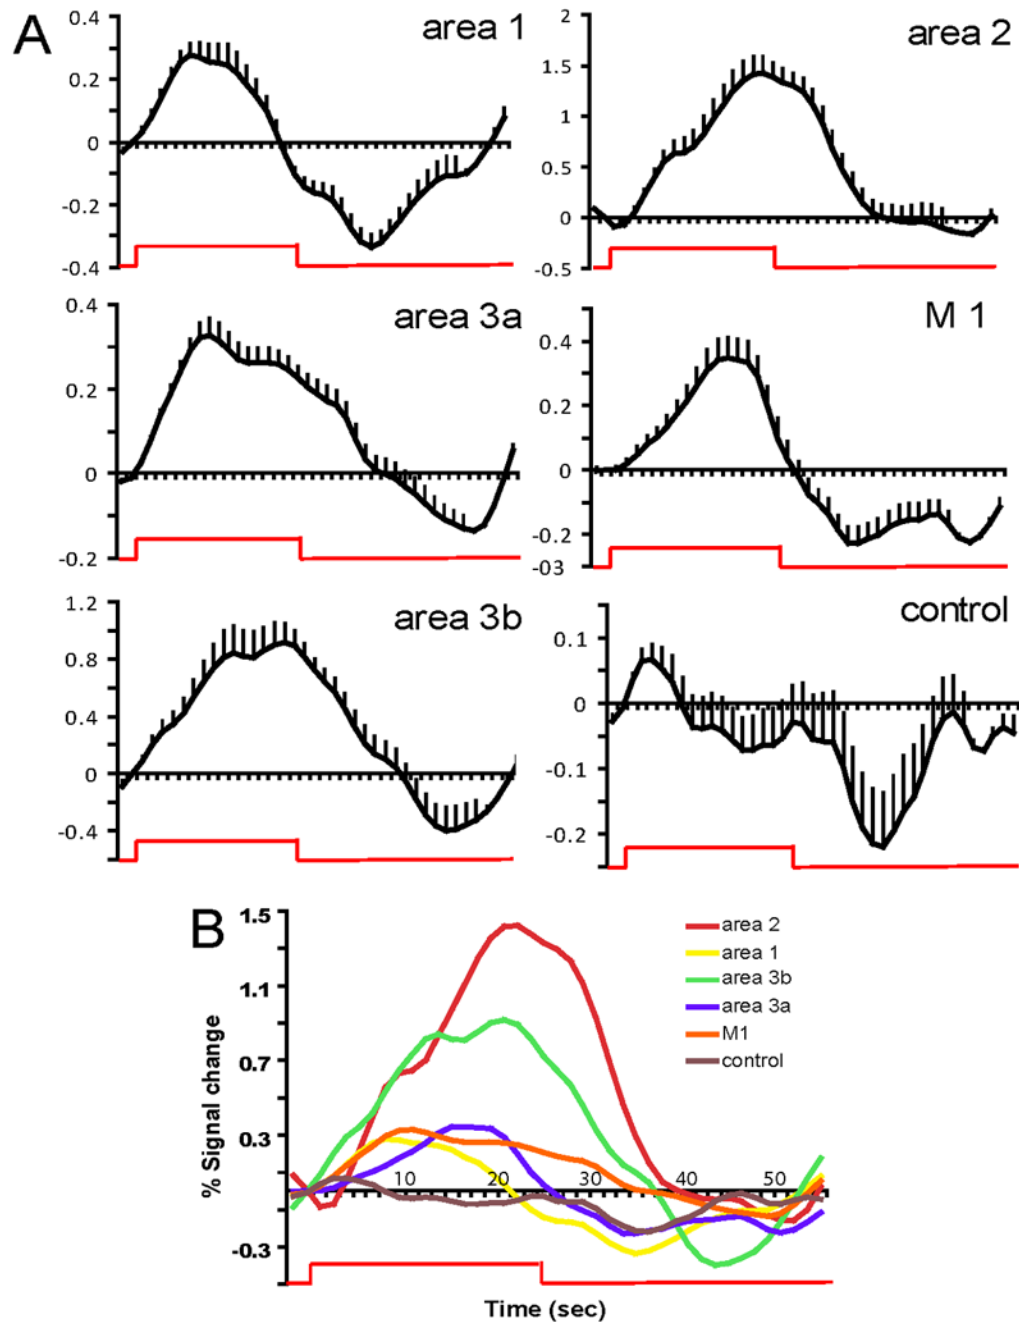 A
area 1
0.4
0.2
0
-0.2
-0.4
area 2
2
1.5
1
0.5
0
-0.5
area 3a
0.4
0.2
0
-0.2
M 1
0.4
0.2
0
-0.2
-03
area 3b
1.2
0.8
0.4
0
-0.4
control
0.1
0
-0.1
-0.2
B
% Signal change
1.5
1.1
0.7
0.3
-0.3
10 20 30 40 50
Time (sec)
area 2
area 1
area 3b
area 3a
M1
control